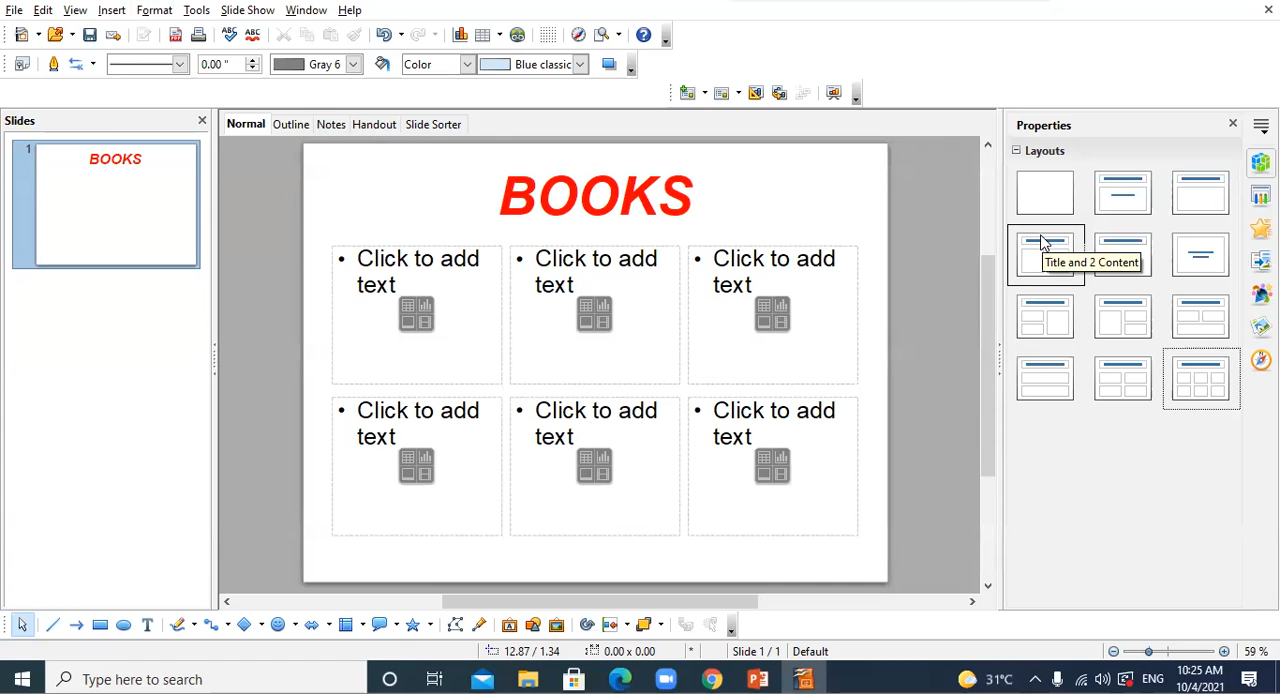 File Edit View Insert Format Tools Slide Show Window Help
0.00 " Gray 6 Color Blue classic
Slides
Normal Outline Notes Handout Slide Sorter
Properties
Layouts
1
BOOKS
BOOKS
Title and 2 Content
• Click to add
text
• Click to add
text
• Click to add
text
• Click to add
text
• Click to add
text
• Click to add
text
12.87 / 1.34 0.00 x 0.00 * Slide 1 / 1 Default 59 %
Type here to search
31°C ENG
10:25 AM
10/4/2021